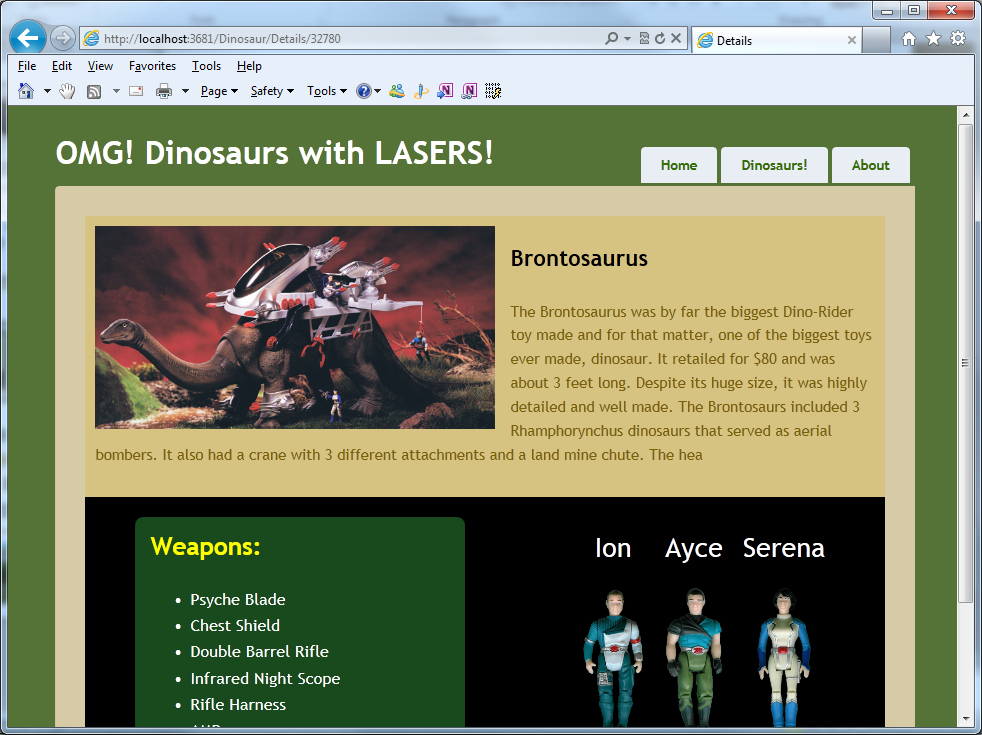 http://localhost:3681/Dinosaur/Details/32780
Details
File Edit View Favorites Tools Help
Page Safety Tools
OMG! Dinosaurs with LASERS!
Home Dinosaurs! About
Brontosaurus
The Brontosaurus was by far the biggest Dino-Rider
toy made and for that matter, one of the biggest toys
ever made, dinosaur. It retailed for $80 and was
about 3 feet long. Despite its huge size, it was highly
detailed and well made. The Brontosaurs included 3
Rhamphorynchus dinosaurs that served as aerial
bombers. It also had a crane with 3 different attachments and a land mine chute. The hea
Weapons:
• Psyche Blade
• Chest Shield
• Double Barrel Rifle
• Infrared Night Scope
• Rifle Harness
Ion Ayce Serena